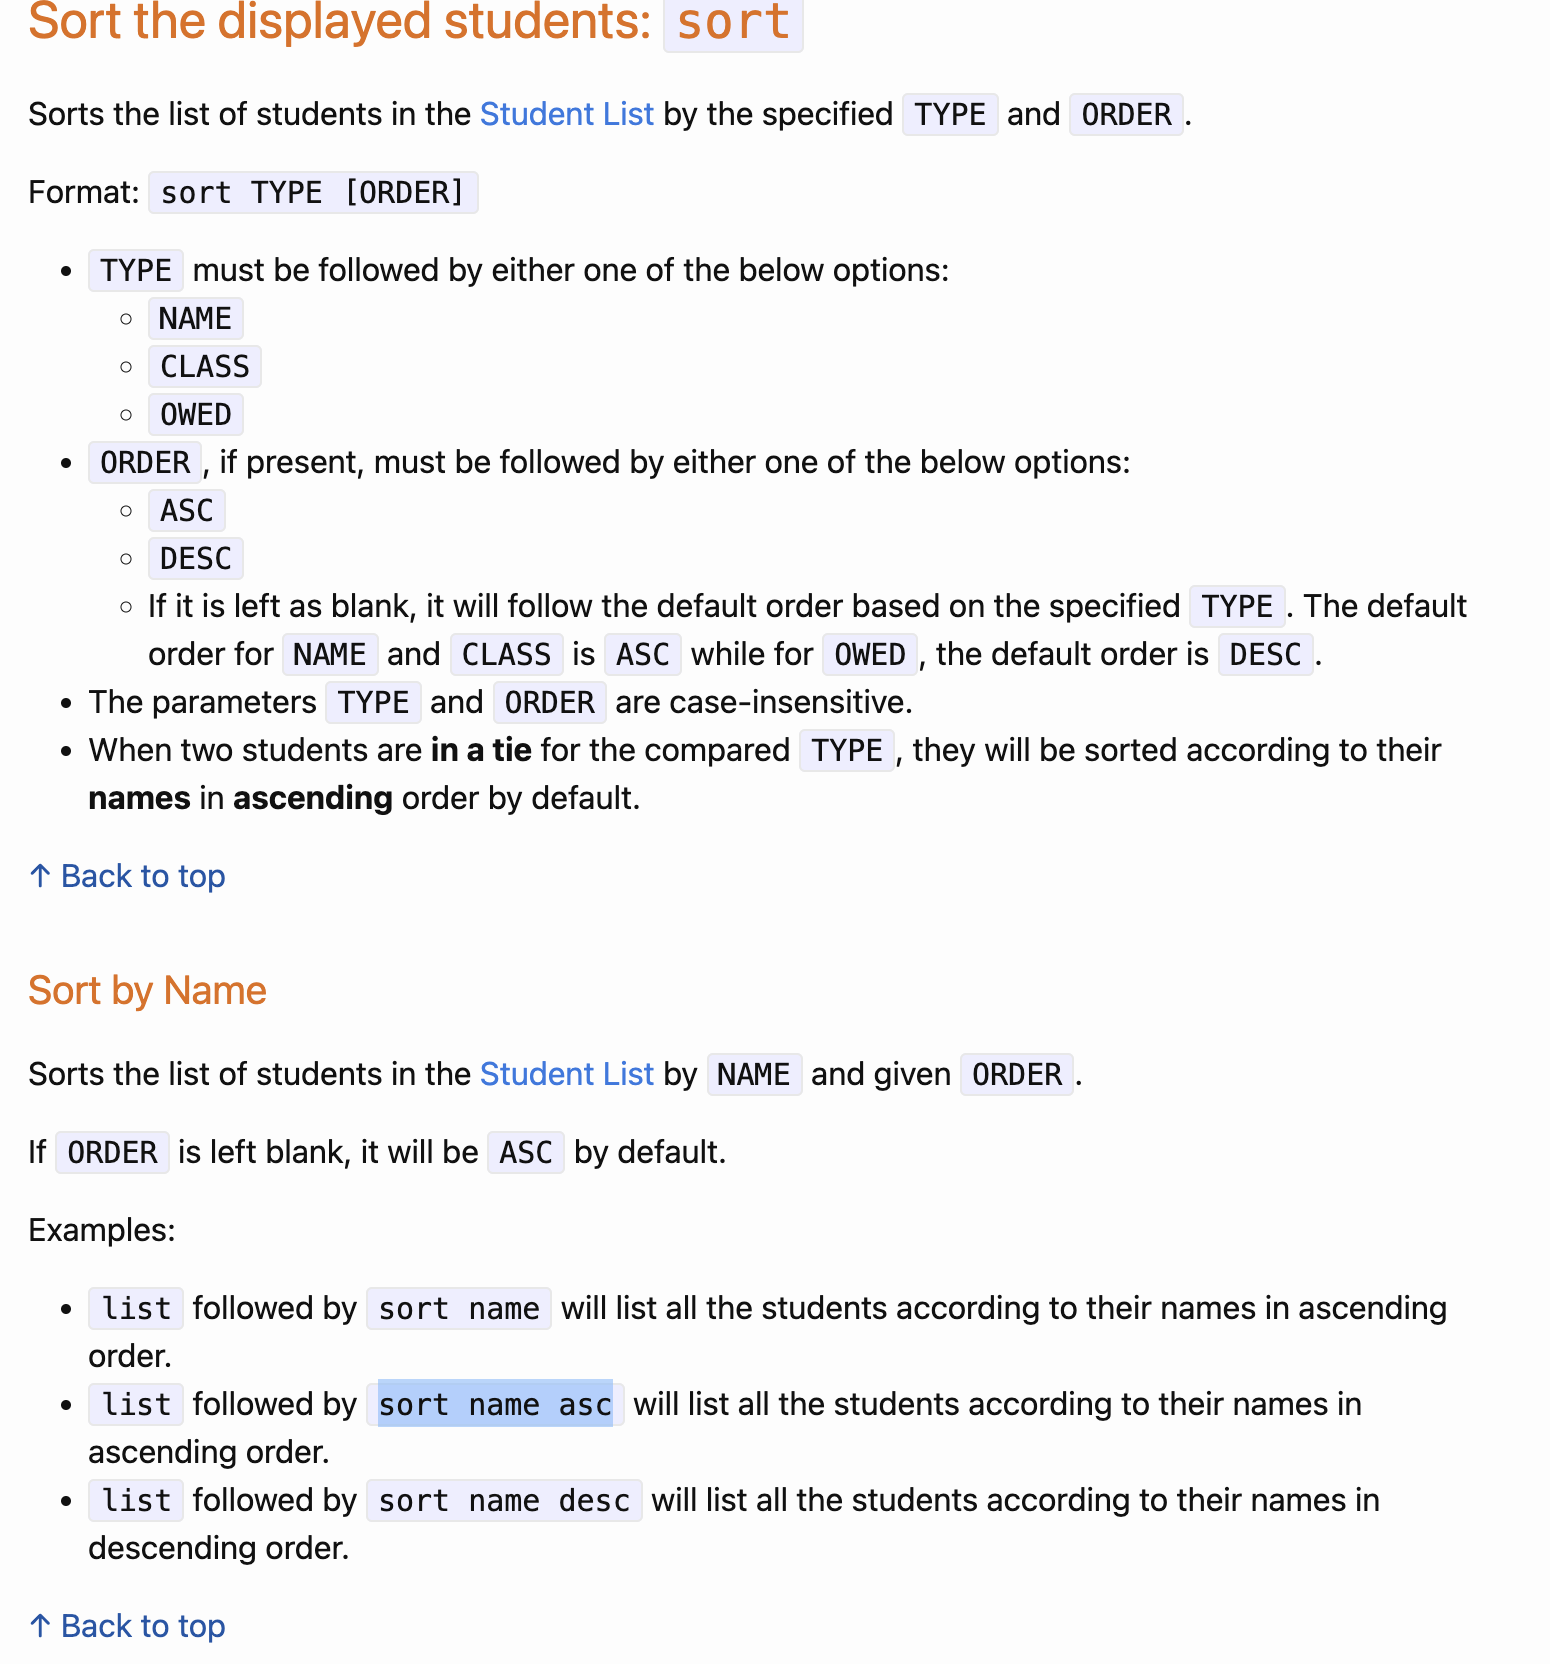 Sort the displayed students: sort
Sorts the list of students in the Student List by the specified TYPE and ORDER.
Format: sort TYPE [ORDER]
• TYPE must be followed by either one of the below options:
◦ NAME
◦ CLASS
◦ OWED
• ORDER, if present, must be followed by either one of the below options:
◦ ASC
◦ DESC
◦ If it is left as blank, it will follow the default order based on the specified TYPE. The default
order for NAME and CLASS is ASC while for OWED, the default order is DESC.
• The parameters TYPE and ORDER are case-insensitive.
• When two students are in a tie for the compared TYPE, they will be sorted according to their
names in ascending order by default.
↑ Back to top
Sort by Name
Sorts the list of students in the Student List by NAME and given ORDER.
If ORDER is left blank, it will be ASC by default.
Examples:
• list followed by sort name will list all the students according to their names in ascending
order.
• list followed by sort name asc will list all the students according to their names in
ascending order.
• list followed by sort name desc will list all the students according to their names in
descending order.
↑ Back to top